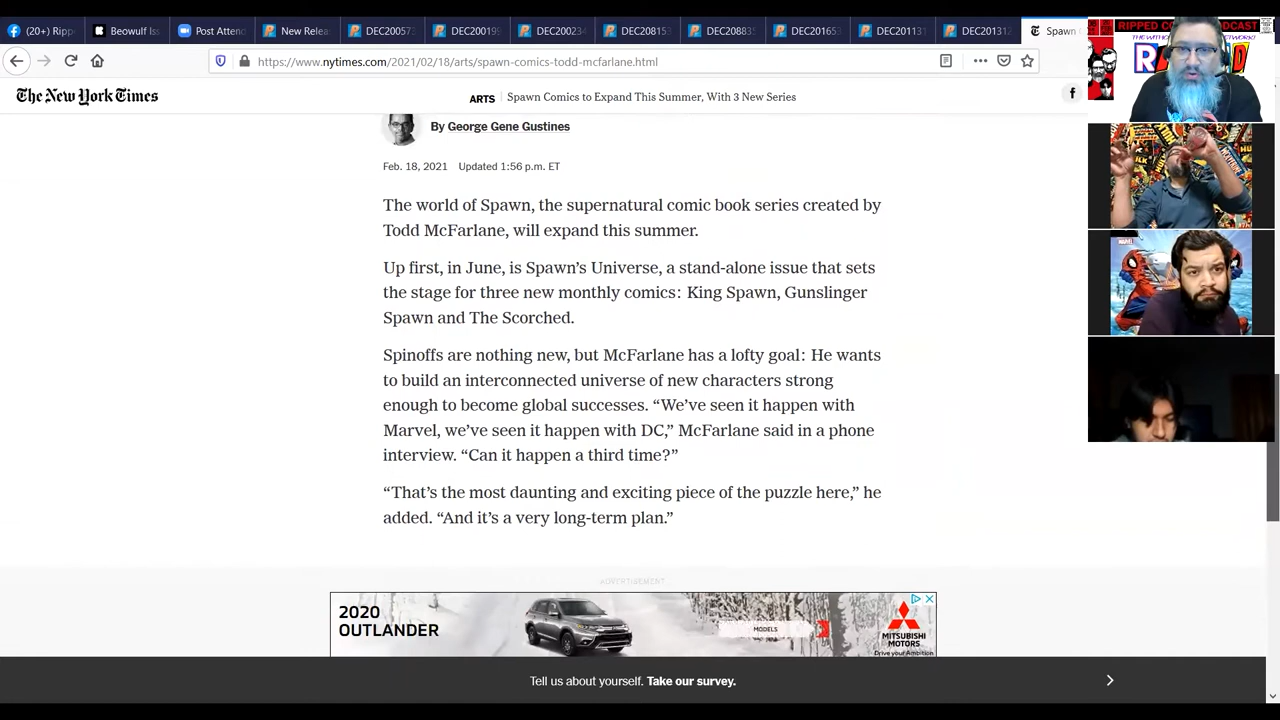 (20+) Ripp
Beowulf Iss
Post Attend
New Relea
DEC20057
DEC200199
234
DEC208159
DEC20883
DEC201653
DEC201131
DEC201312
Spawn C
RIPPED
PODCAST
https://www.nytimes.com/2021/02/18/arts/spawn-comics-todd-mcfarlane.html
The New York Times
ARTS
Spawn Comics to Expand This Summer, With 3 New Series
By George Gene Gustines
Feb. 18, 2021 Updated 1:56 p.m. ET
The world of Spawn, the supernatural comic book series created by
Todd McFarlane, will expand this summer.
Up first, in June, is Spawn’s Universe, a stand-alone issue that sets
the stage for three new monthly comics: King Spawn, Gunslinger
Spawn and The Scorched.
Spinoffs are nothing new, but McFarlane has a lofty goal: He wants
to build an interconnected universe of new characters strong
enough to become global successes. “We’ve seen it happen with
Marvel, we’ve seen it happen with DC,” McFarlane said in a phone
interview. “Can it happen a third time?”
“That’s the most daunting and exciting piece of the puzzle here,” he
added. “And it’s a very long-term plan.”
ADVERTISEMENT
2020
OUTLANDER
MODELS
MITSUBISHI
MOTORS
Drive your Ambition
Tell us about yourself. Take our survey.
MARVEL